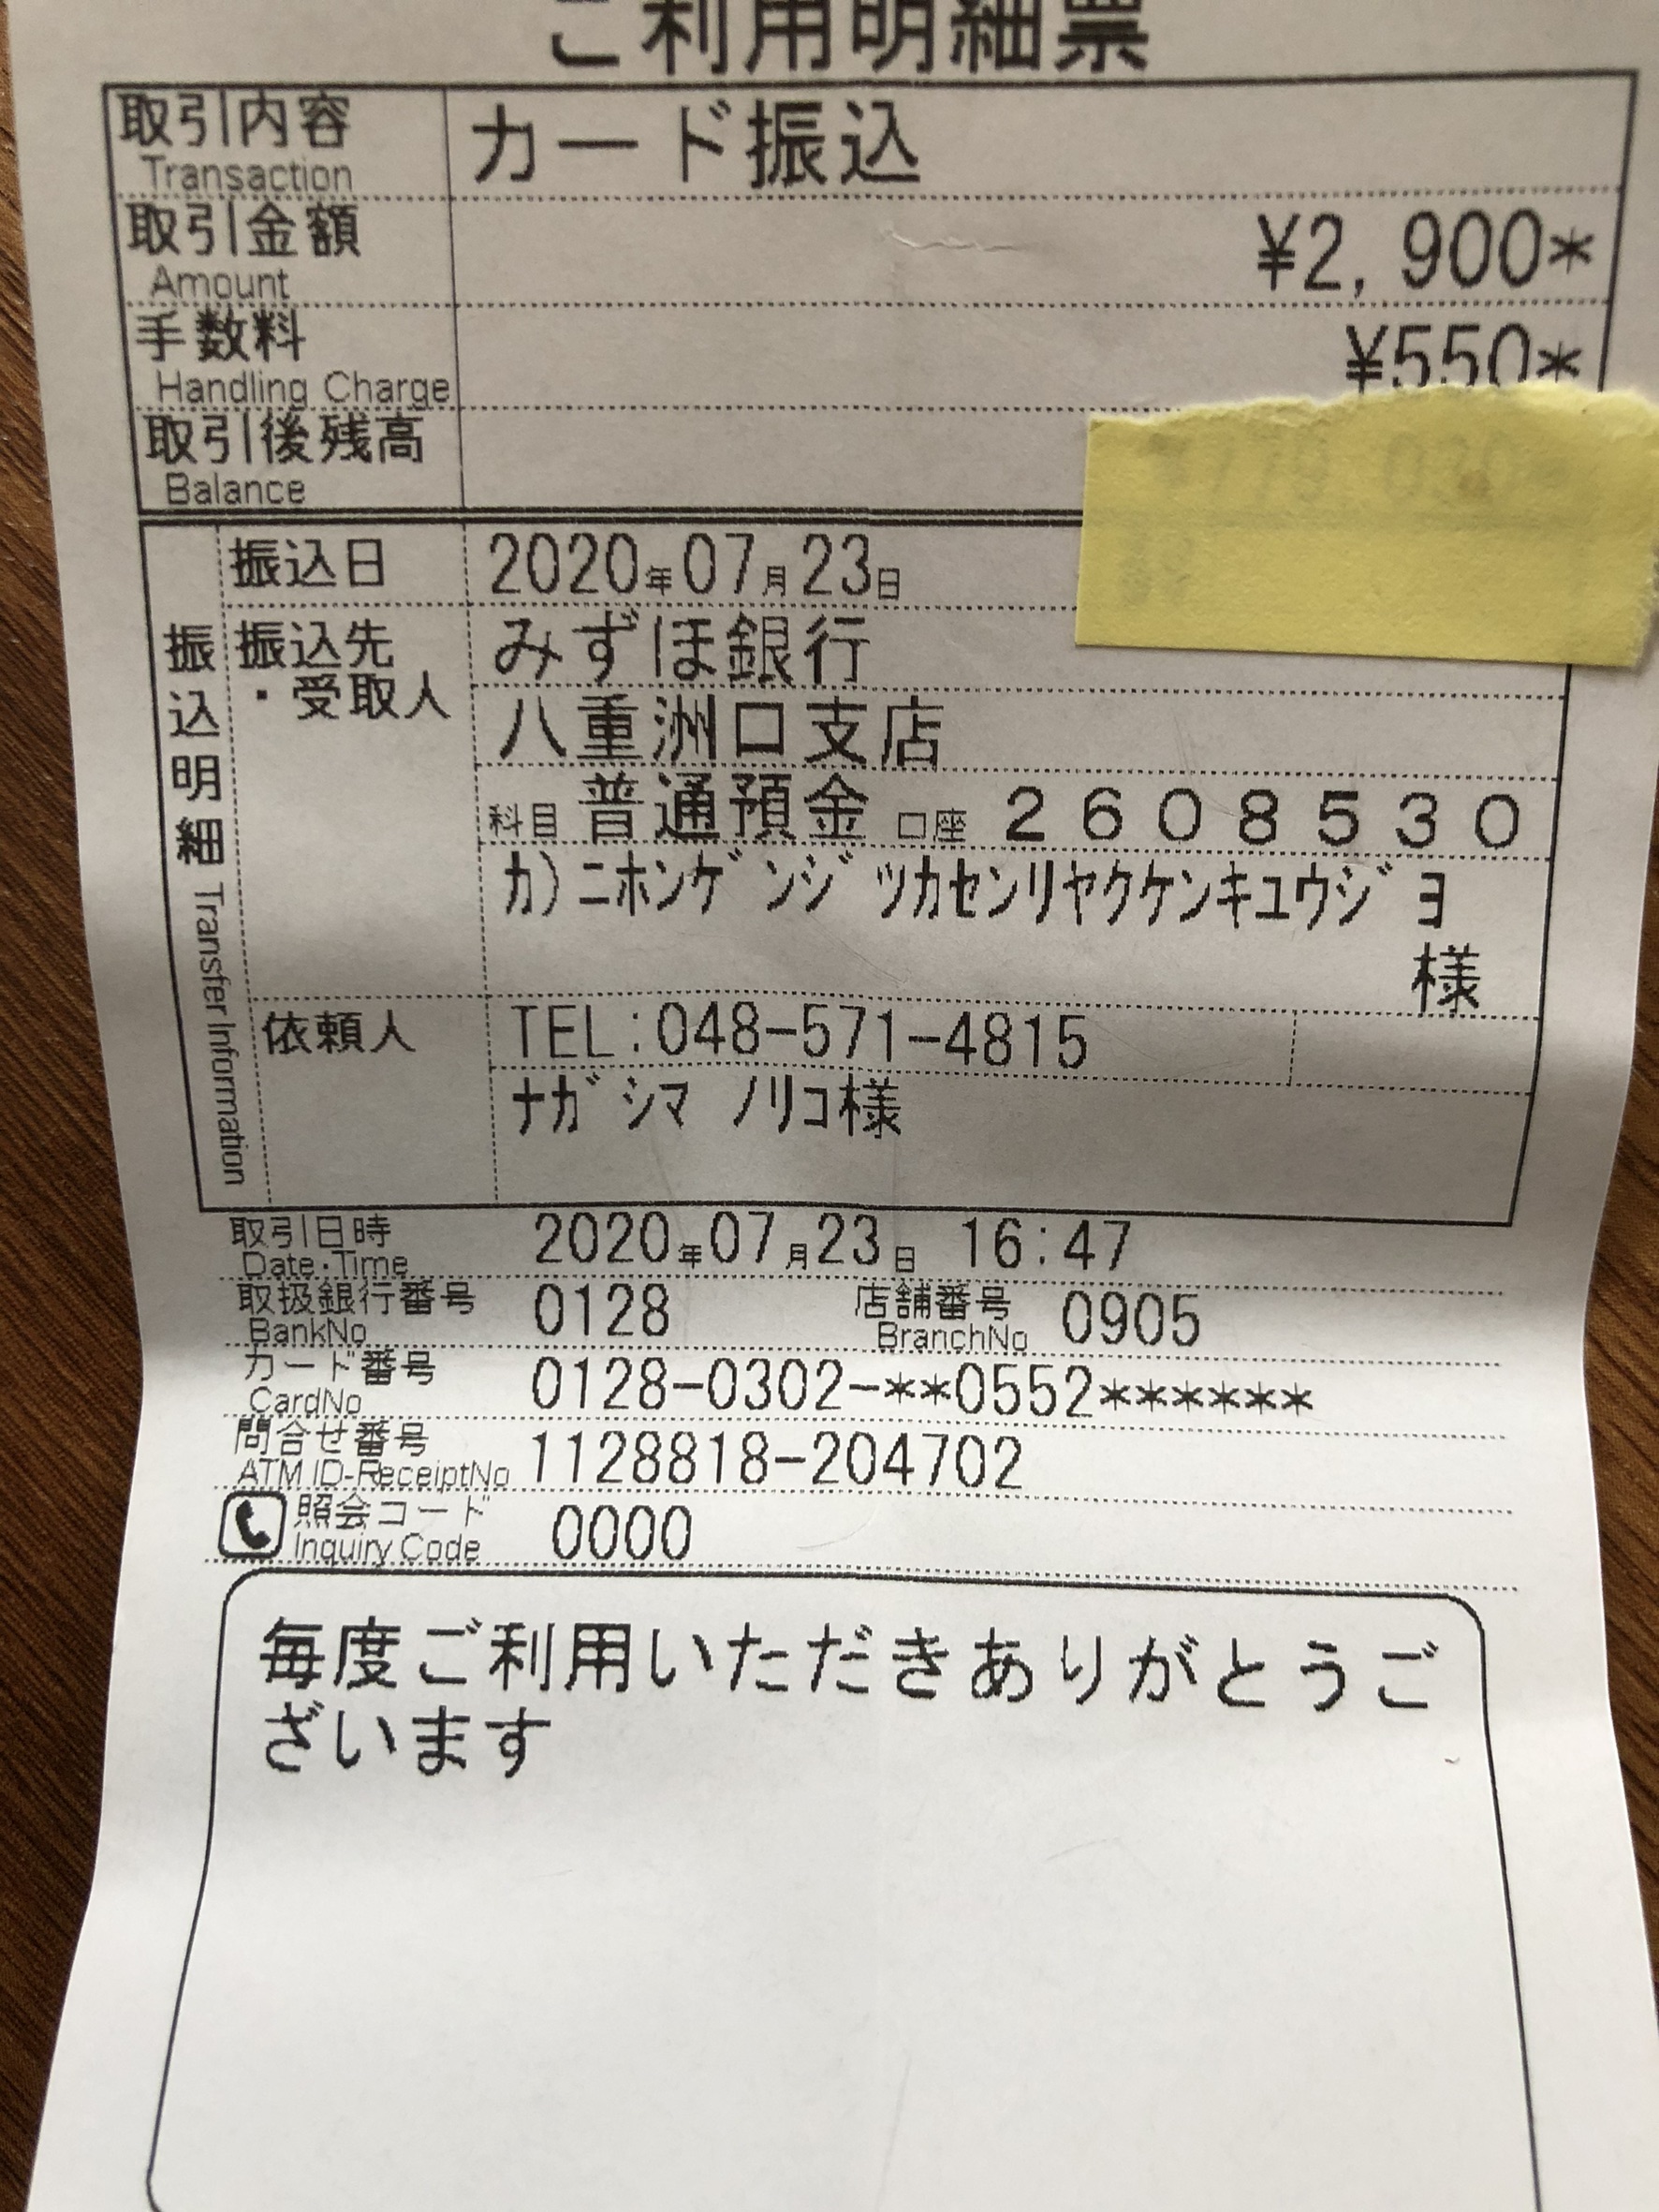 ご利用明細票
取引内容 カード振込
Transaction
取引金額 ¥2,900*
Amount
手数料 ¥550*
Handling Charge
取引後残高
Balance
振込明細 Transfer Information
振込日 2020年07月23日
振込先 みずほ銀行
・受取人
八重洲口支店
科目 普通預金 口座 2608530
カ)ニホンゲンジツカセンリヤクケンキユウジヨ
様
依頼人 TEL:048-571-4815
ナガシマ ノリコ様
取引日時 2020年07月23日 16:47
Date・Time
取扱銀行番号 0128 店舗番号 0905
BankNo BranchNo
カード番号 0128-0302-**0552******
CardNo
問合せ番号 1128818-204702
ATM ID-ReceiptNo
照会コード 0000
Inquiry Code
毎度ご利用いただきありがとうご
ざいます